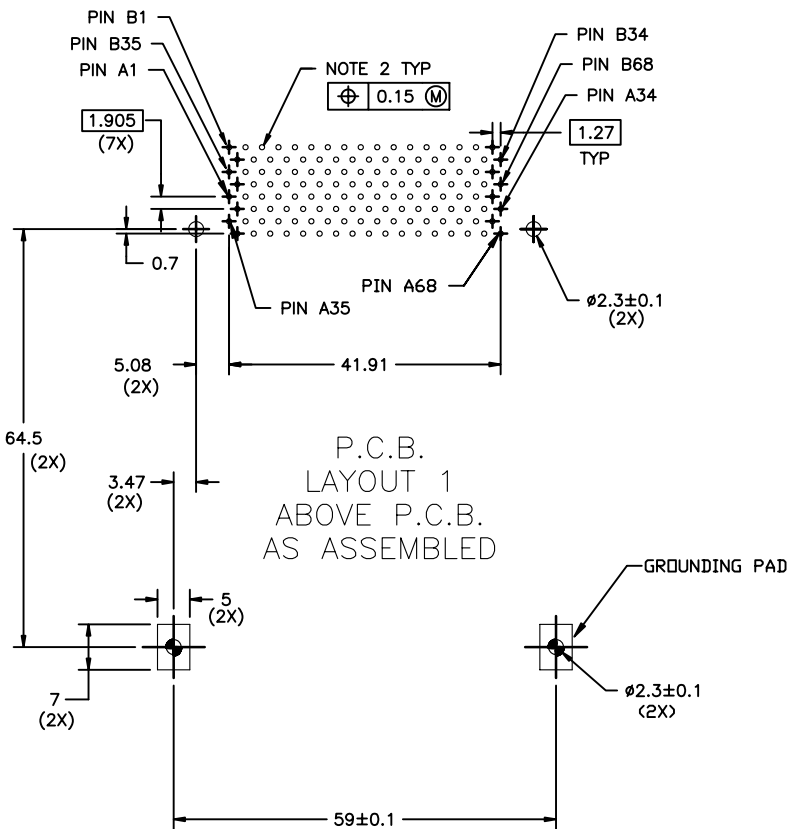 PIN B1
PIN B35
PIN A1
NOTE 2 TYP
⌖ 0.15 Ⓜ
PIN B34
PIN B68
PIN A34
1.905
(7X)
1.27
TYP
0.7
PIN A35
PIN A68
ø2.3±0.1
(2X)
5.08
(2X)
41.91
64.5
(2X)
3.47
(2X)
P.C.B.
LAYOUT 1
ABOVE P.C.B.
AS ASSEMBLED
5
(2X)
GROUNDING PAD
7
(2X)
ø2.3±0.1
(2X)
59±0.1